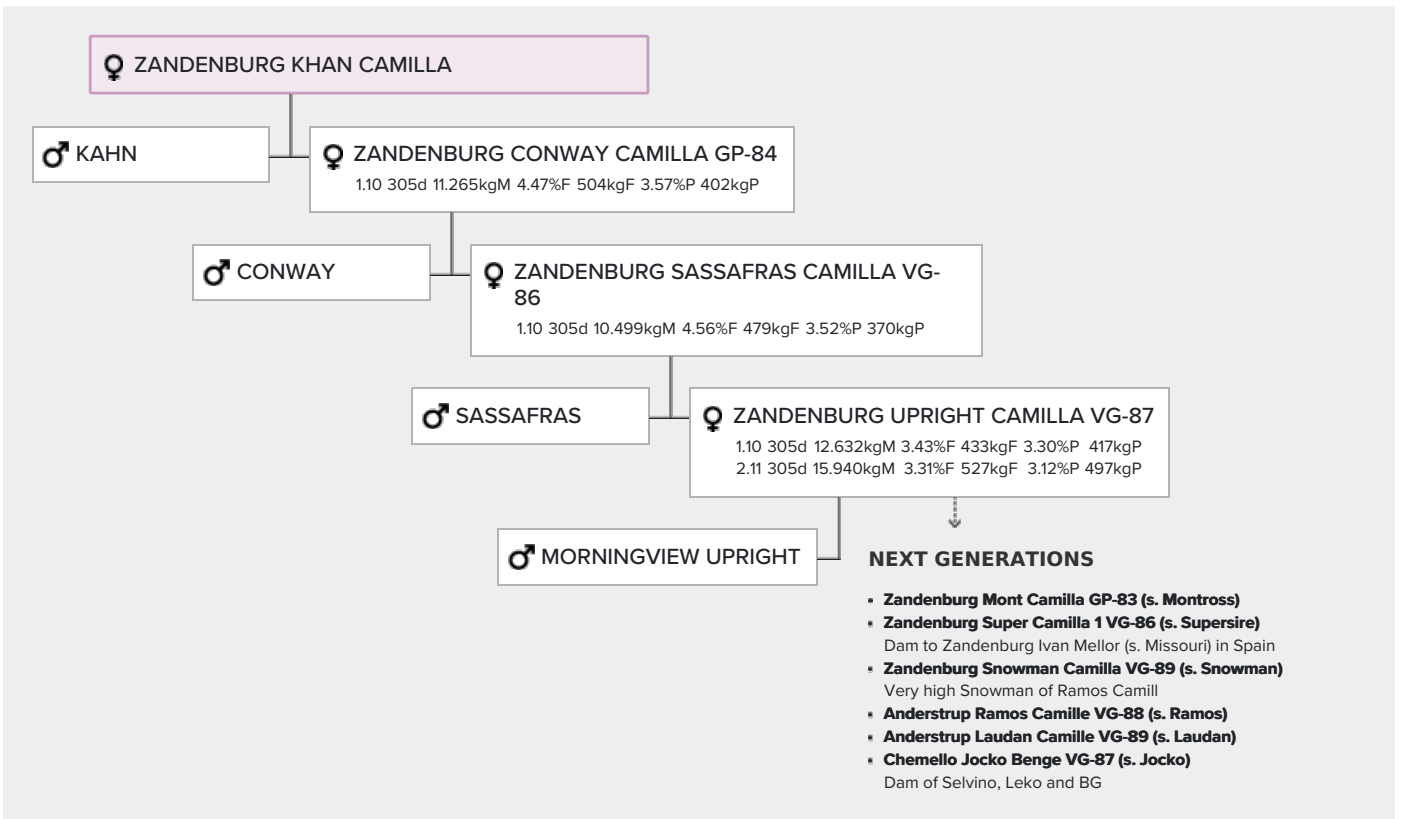 ZANDENBURG KHAN CAMILLA
KAHN
ZANDENBURG CONWAY CAMILLA GP-84
1.10 305d 11.265kgM 4.47%F 504kgF 3.57%P 402kgP
CONWAY
ZANDENBURG SASSAFRAS CAMILLA VG-
86
1.10 305d 10.499kgM 4.56%F 479kgF 3.52%P 370kgP
SASSAFRAS
ZANDENBURG UPRIGHT CAMILLA VG-87
1.10 305d 12.632kgM 3.43%F 433kgF 3.30%P 417kgP
2.11 305d 15.940kgM 3.31%F 527kgF 3.12%P 497kgP
MORNINGVIEW UPRIGHT
NEXT GENERATIONS
Zandenburg Mont Camilla GP-83 (s. Montross)
Zandenburg Super Camilla 1 VG-86 (s. Supersire)
Dam to Zandenburg Ivan Mellor (s. Missouri) in Spain
Zandenburg Snowman Camilla VG-89 (s. Snowman)
Very high Snowman of Ramos Camill
Anderstrup Ramos Camille VG-88 (s. Ramos)
Anderstrup Laudan Camille VG-89 (s. Laudan)
Chemello Jocko Benge VG-87 (s. Jocko)
Dam of Selvino, Leko and BG